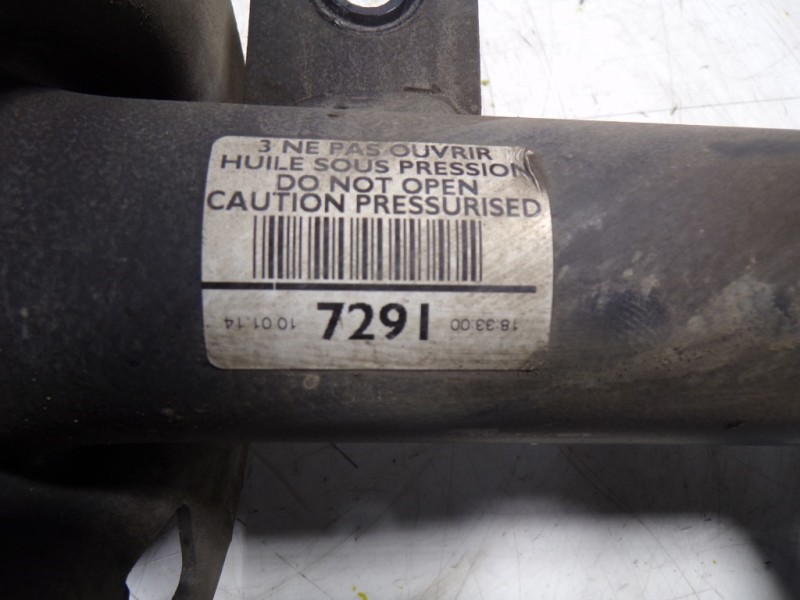 3 NE PAS OUVRIR
HUILE SOUS PRESSION
DO NOT OPEN
CAUTION PRESSURISED
7291
18:33:00
10.01.14